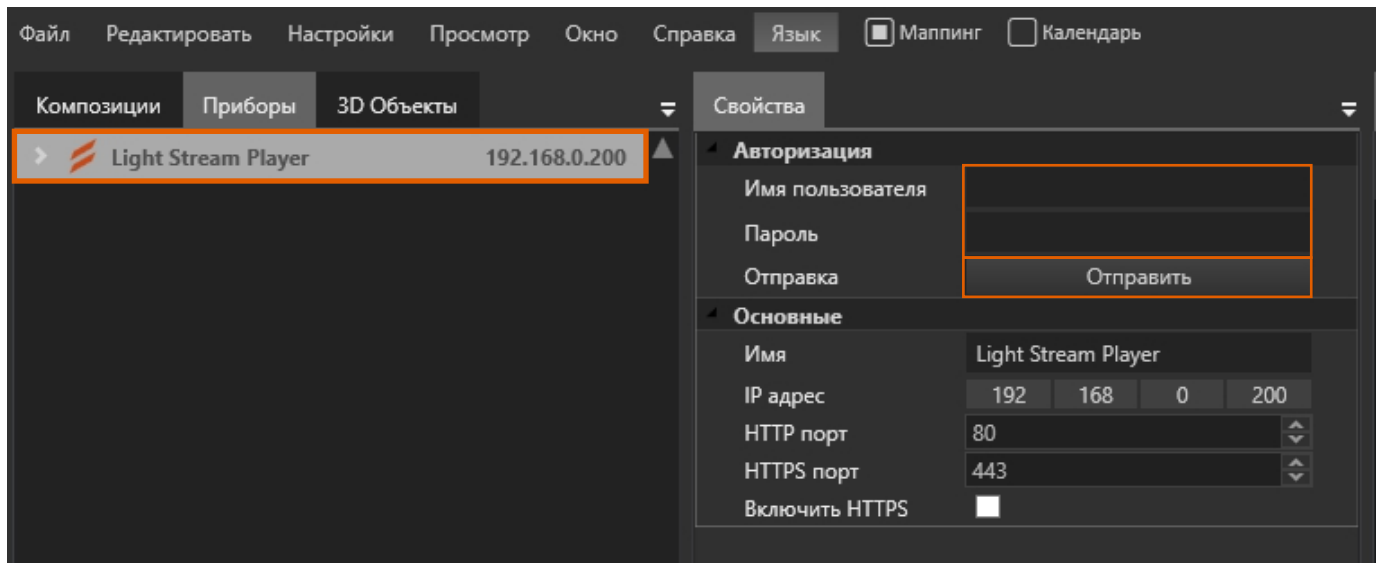 Файл Редактировать Настройки Просмотр Окно Справка Язык Маппинг Календарь
Композиции Приборы 3D Объекты
Light Stream Player 192.168.0.200
Свойства
Авторизация
Имя пользователя
Пароль
Отправка Отправить
Основные
Имя Light Stream Player
IP адрес 192 168 0 200
HTTP порт 80
HTTPS порт 443
Включить HTTPS